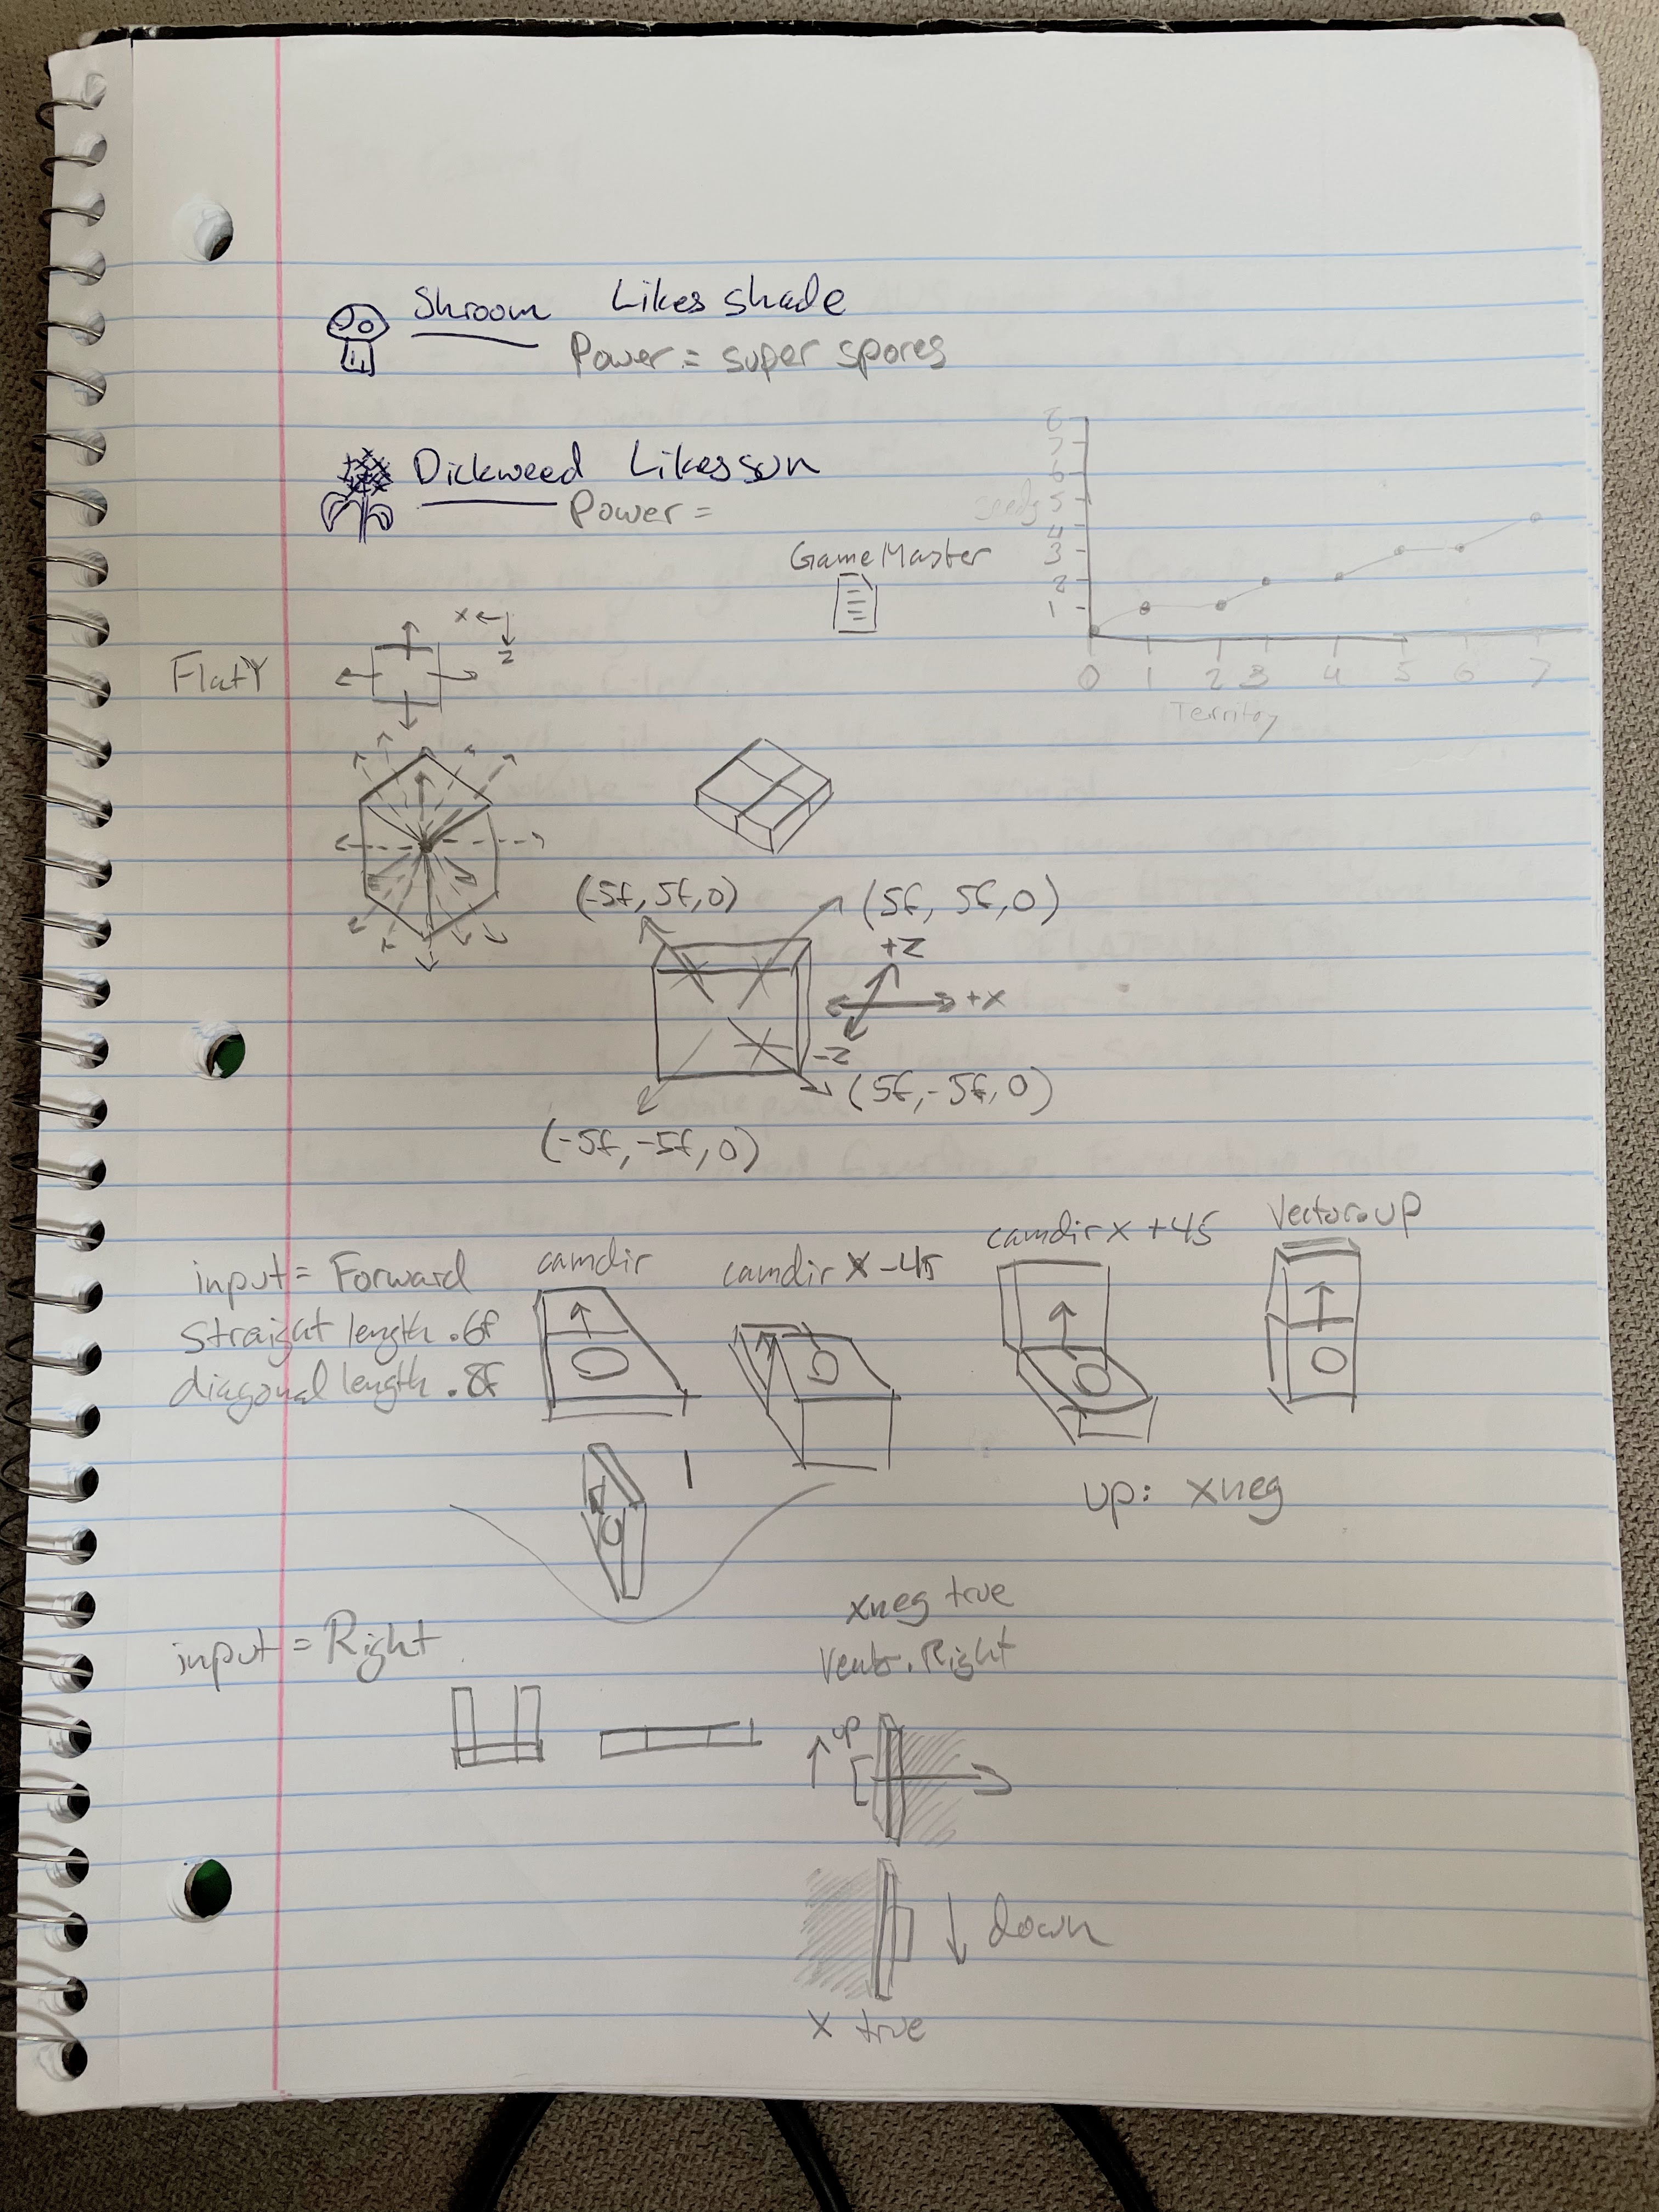 Shroom Likes shade
Power = super spores
Dickweed Likes sun
Power =
GameMaster
8
7
6
seeds 5
4
3
2
1
0 1 2 3 4 5 6 7
Territory
FlatY
x
z
(-5f, 5f, 0)
(5f, 5f, 0)
+z
+x
-z
(5f, -5f, 0)
(-5f, -5f, 0)
input = Forward
Straight length .6f
diagonal length .8f
camdir
camdir X -45
camdir x +45
Vector.up
up: xneg
xneg true
input = Right
Vector.Right
up
down
x true